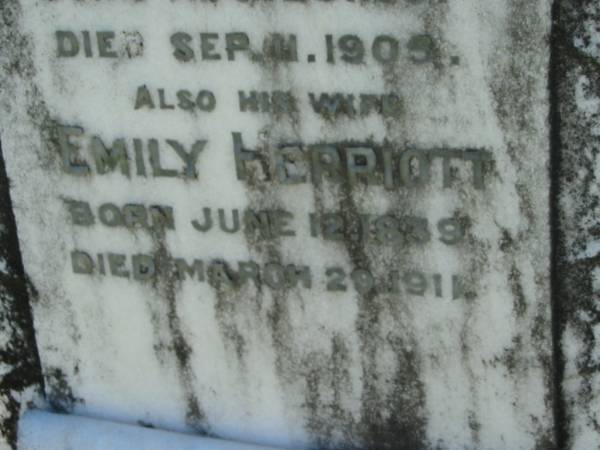 DIED SEP. 11. 1909.
ALSO HIS WIFE
EMILY HERRIOTT
BORN JUNE 12. 1839
DIED MARCH 20. 1911.